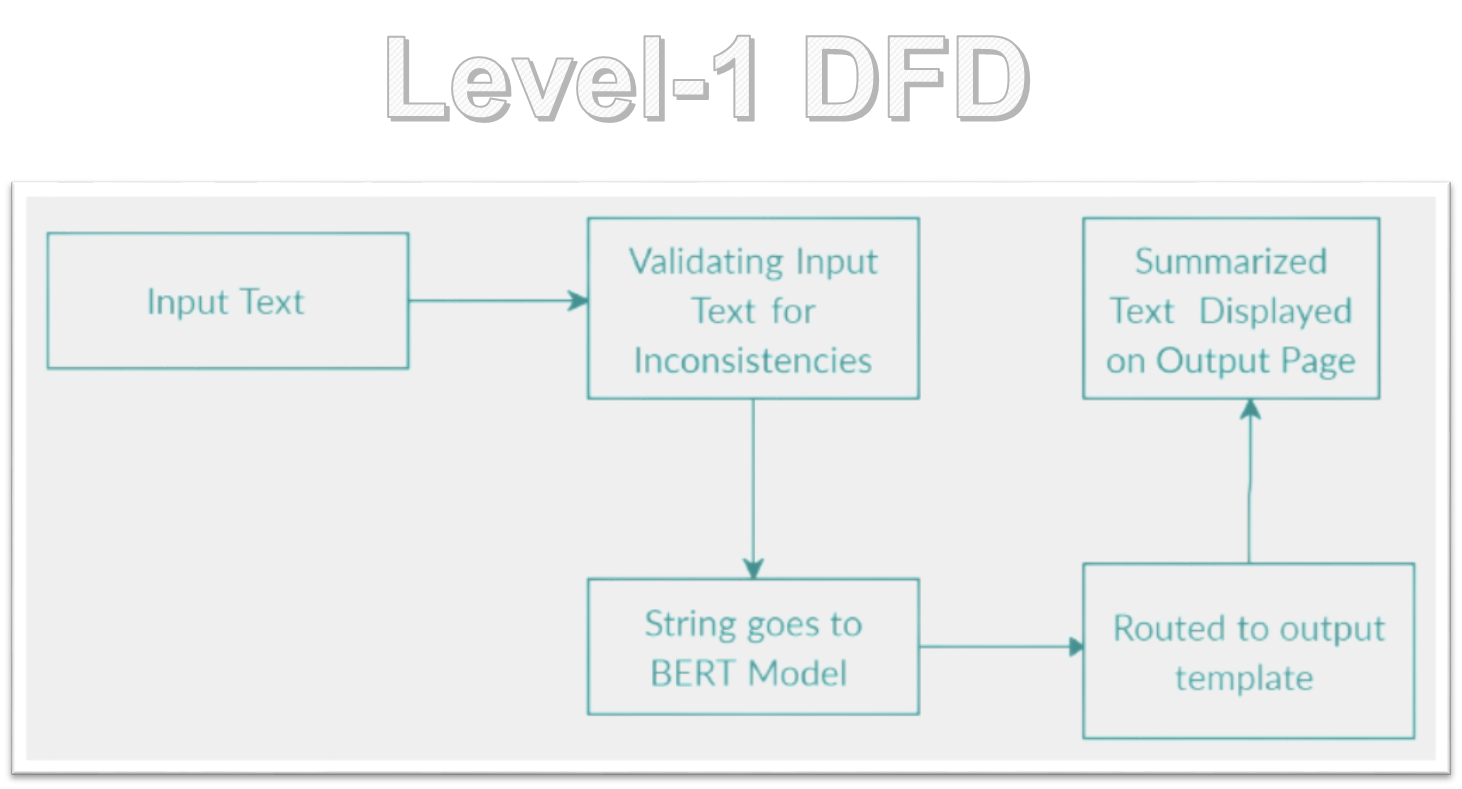 Level-1 DFD
Input Text
Validating Input
Text for
Inconsistencies
String goes to
BERT Model
Routed to output
template
Summarized
Text Displayed
on Output Page